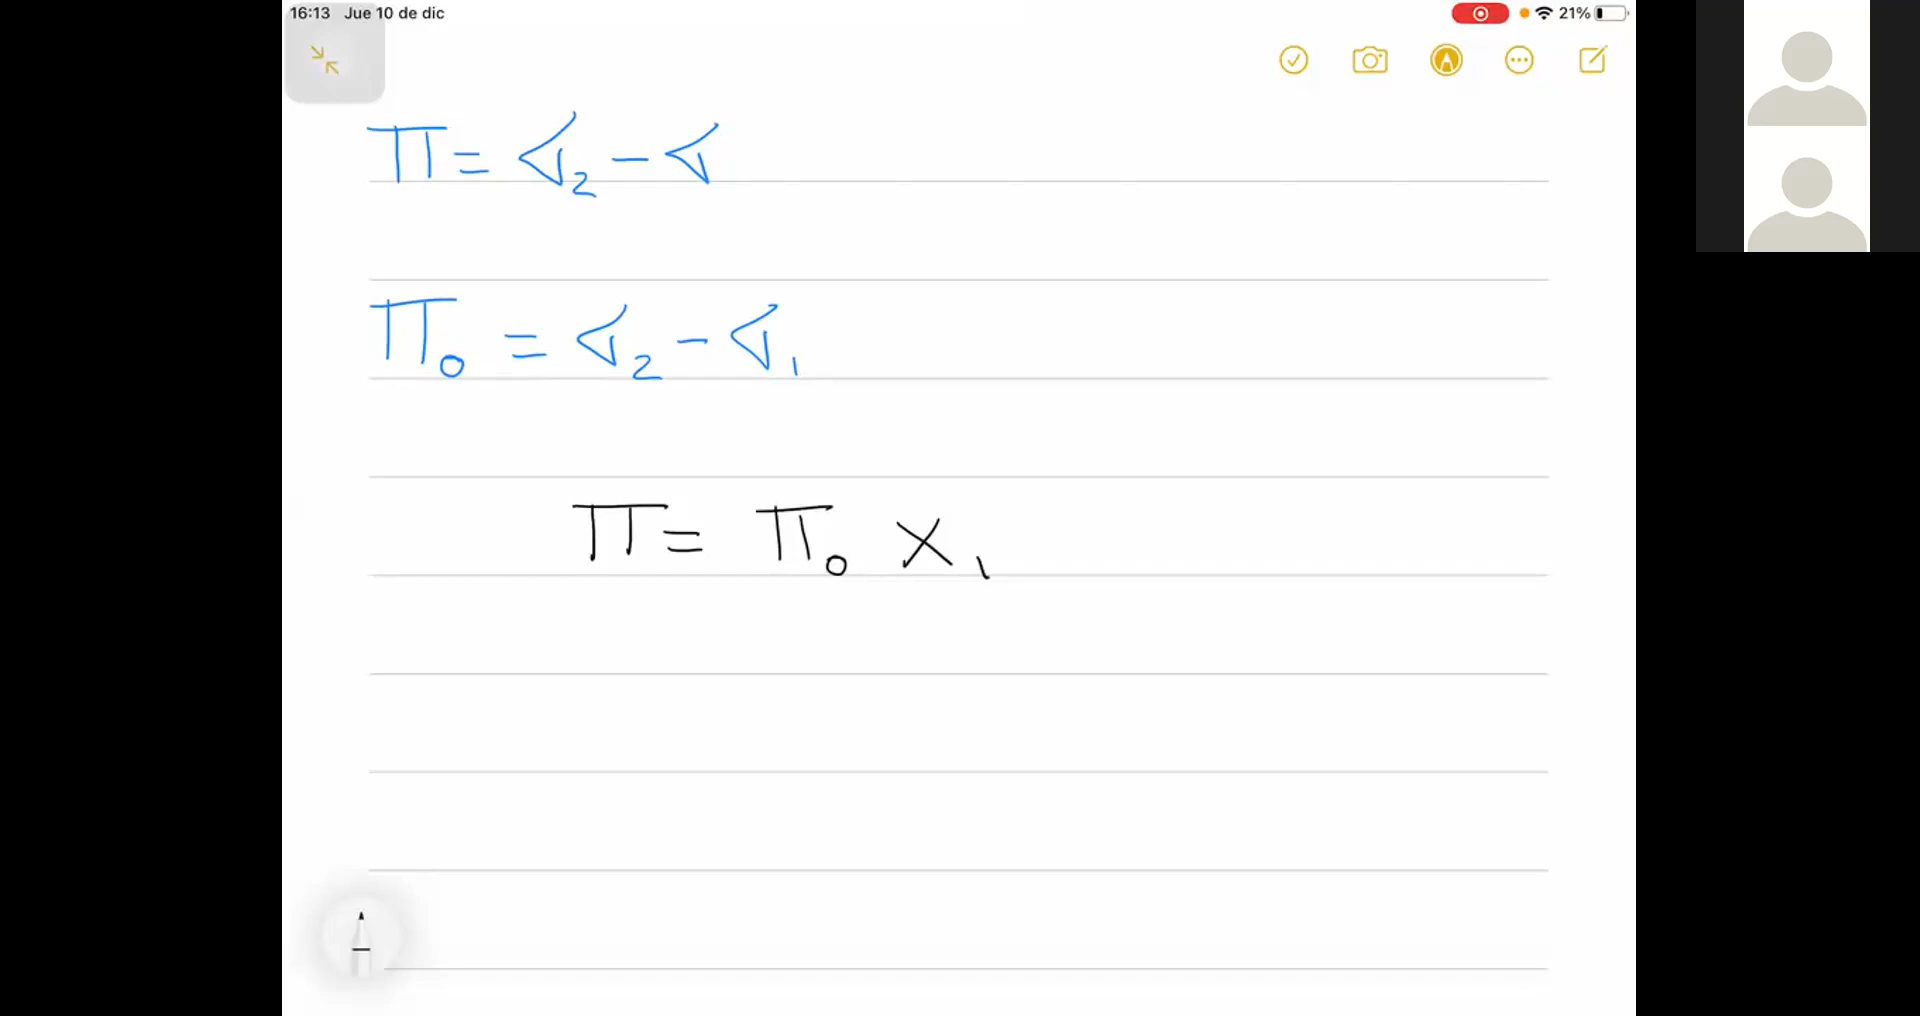 16:13 Jue 10 de dic 21%
Π = σ₂ − σ
Π₀ = σ₂ − σ₁
Π = Π₀ X₁